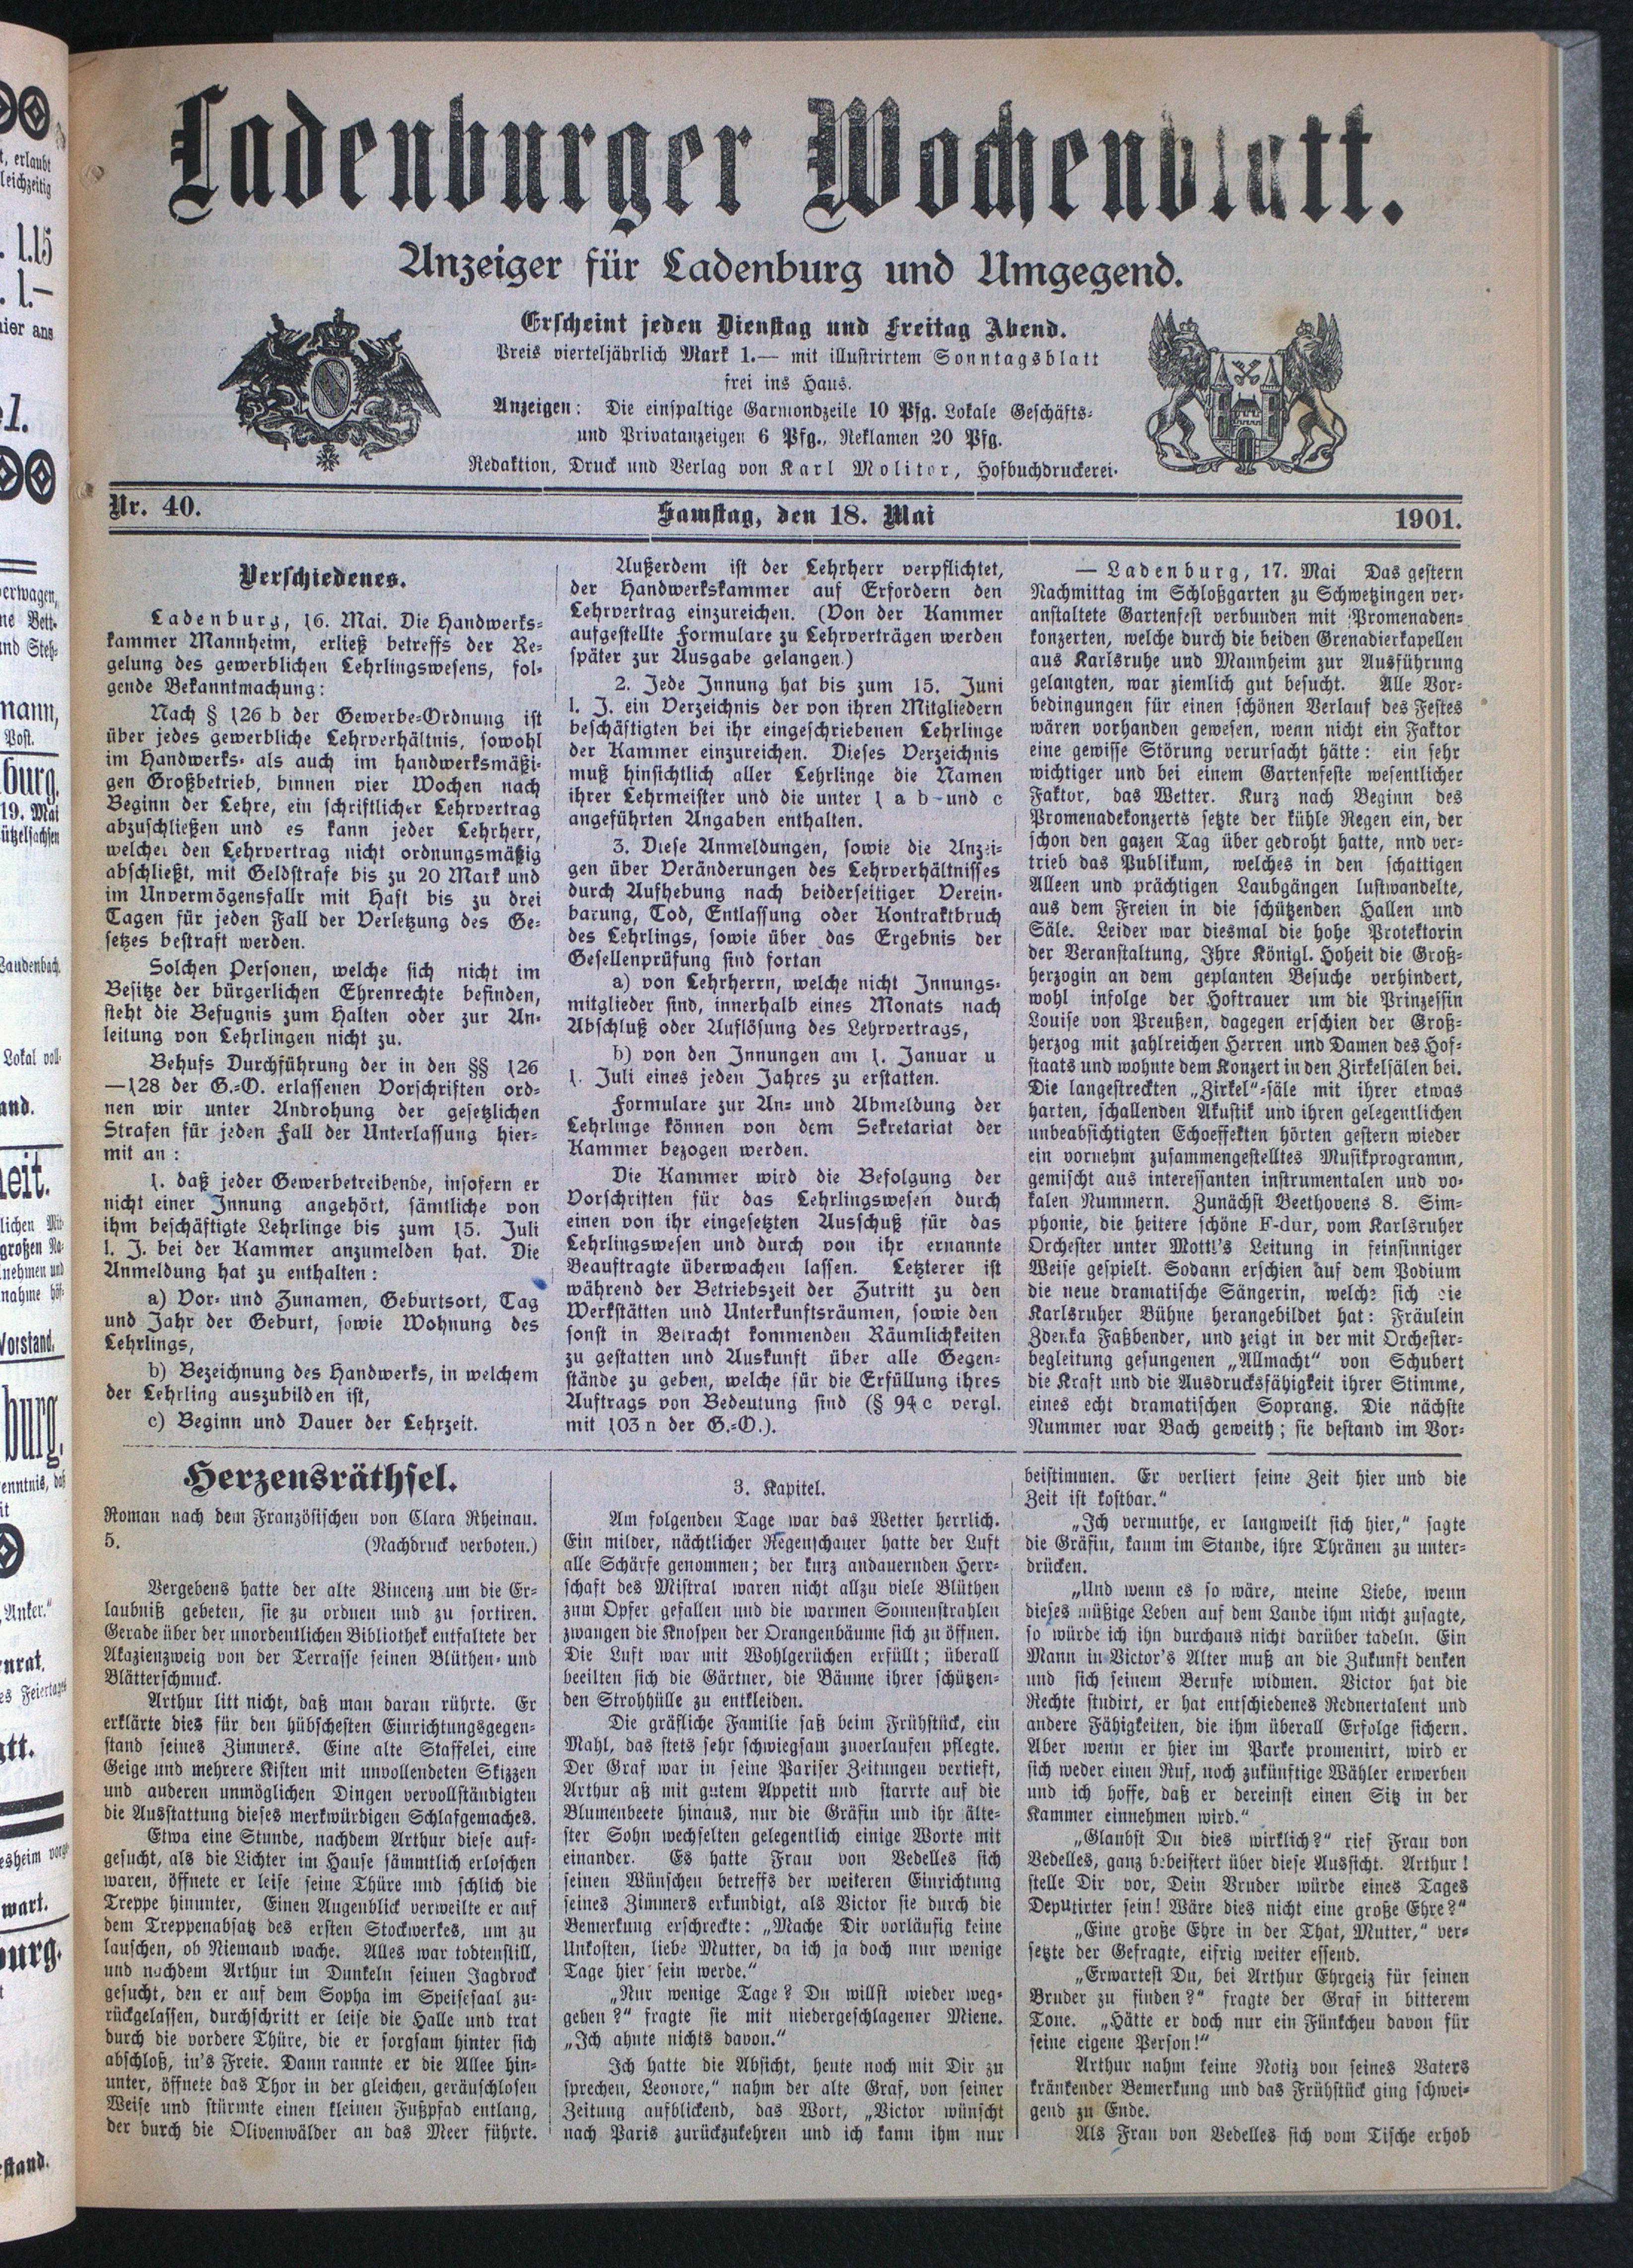 Ladenburger Wochenblatt.
Anzeiger für Ladenburg und Umgegend.
Erscheint jeden Dienstag und Freitag Abend.
Preis vierteljährlich Mark 1.— mit illustrirtem Sonntagsblatt
frei ins Haus.
Anzeigen: Die einspaltige Garmondzeile 10 Pfg. Lokale Geschäfts-
und Privatanzeigen 6 Pfg., Reklamen 20 Pfg.
Redaktion, Druck und Verlag von Karl Molitor, Hofbuchdruckerei.
Nr. 40.
Samstag, den 18. Mai
1901.
Verschiedenes.
Ladenburg, 16. Mai. Die Handwerks-
kammer Mannheim, erließ betreffs der Re-
gelung des gewerblichen Lehrlingswesens, fol-
gende Bekanntmachung:
Nach § 126 b der Gewerbe-Ordnung ist
über jedes gewerbliche Lehrverhältnis, sowohl
im Handwerks- als auch im handwerksmäßi-
gen Großbetrieb, binnen vier Wochen nach
Beginn der Lehre, ein schriftlicher Lehrvertrag
abzuschließen und es kann jeder Lehrherr,
welcher den Lehrvertrag nicht ordnungsmäßig
abschließt, mit Geldstrafe bis zu 20 Mark und
im Unvermögensfallr mit Haft bis zu drei
Tagen für jeden Fall der Verletzung des Ge-
setzes bestraft werden.
Solchen Personen, welche sich nicht im
Besitze der bürgerlichen Ehrenrechte befinden,
steht die Befugnis zum Halten oder zur An-
leitung von Lehrlingen nicht zu.
Behufs Durchführung der in den §§ 126
—128 der G.-O. erlassenen Vorschriften ord-
nen wir unter Androhung der gesetzlichen
Strafen für jeden Fall der Unterlassung hier-
mit an:
1. daß jeder Gewerbetreibende, insofern er
nicht einer Innung angehört, sämtliche von
ihm beschäftigte Lehrlinge bis zum 15. Juli
l. J. bei der Kammer anzumelden hat. Die
Anmeldung hat zu enthalten:
a) Vor- und Zunamen, Geburtsort, Tag
und Jahr der Geburt, sowie Wohnung des
Lehrlings,
b) Bezeichnung des Handwerks, in welchem
der Lehrling auszubilden ist,
c) Beginn und Dauer der Lehrzeit.
Außerdem ist der Lehrherr verpflichtet,
der Handwerkskammer auf Erfordern den
Lehrvertrag einzureichen. (Von der Kammer
aufgestellte Formulare zu Lehrverträgen werden
später zur Ausgabe gelangen.)
2. Jede Innung hat bis zum 15. Juni
l. J. ein Verzeichnis der von ihren Mitgliedern
beschäftigten bei ihr eingeschriebenen Lehrlinge
der Kammer einzureichen. Dieses Verzeichnis
muß hinsichtlich aller Lehrlinge die Namen
ihrer Lehrmeister und die unter 1 a b und c
angeführten Angaben enthalten.
3. Diese Anmeldungen, sowie die Anzei-
gen über Veränderungen des Lehrverhältnisses
durch Aufhebung nach beiderseitiger Verein-
barung, Tod, Entlassung oder Kontraktbruch
des Lehrlings, sowie über das Ergebnis der
Gesellenprüfung sind fortan
a) von Lehrherrn, welche nicht Innungs-
mitglieder sind, innerhalb eines Monats nach
Abschluß oder Auflösung des Lehrvertrags,
b) von den Innungen am 1. Januar u
1. Juli eines jeden Jahres zu erstatten.
Formulare zur An- und Abmeldung der
Lehrlinge können von dem Sekretariat der
Kammer bezogen werden.
Die Kammer wird die Befolgung der
Vorschriften für das Lehrlingswesen durch
einen von ihr eingesetzten Ausschuß für das
Lehrlingswesen und durch von ihr ernannte
Beauftragte überwachen lassen. Letzterer ist
während der Betriebszeit der Zutritt zu den
Werkstätten und Unterkunftsräumen, sowie den
sonst in Betracht kommenden Räumlichkeiten
zu gestatten und Auskunft über alle Gegen-
stände zu geben, welche für die Erfüllung ihres
Auftrags von Bedeutung sind (§ 94 c vergl.
mit 103 n der G.-O.).
— Ladenburg, 17. Mai Das gestern
Nachmittag im Schloßgarten zu Schwetzingen ver-
anstaltete Gartenfest verbunden mit Promenaden-
konzerten, welche durch die beiden Grenadierkapellen
aus Karlsruhe und Mannheim zur Ausführung
gelangten, war ziemlich gut besucht. Alle Vor-
bedingungen für einen schönen Verlauf des Festes
wären vorhanden gewesen, wenn nicht ein Faktor
eine gewisse Störung verursacht hätte: ein sehr
wichtiger und bei einem Gartenfeste wesentlicher
Faktor, das Wetter. Kurz nach Beginn des
Promenadekonzerts setzte der kühle Regen ein, der
schon den gazen Tag über gedroht hatte, nnd ver-
trieb das Publikum, welches in den schattigen
Alleen und prächtigen Laubgängen lustwandelte,
aus dem Freien in die schützenden Hallen und
Säle. Leider war diesmal die hohe Protektorin
der Veranstaltung, Ihre Königl. Hoheit die Groß-
herzogin an dem geplanten Besuche verhindert,
wohl infolge der Hoftrauer um die Prinzessin
Louise von Preußen, dagegen erschien der Groß-
herzog mit zahlreichen Herren und Damen des Hof-
staats und wohnte dem Konzert in den Zirkelsälen bei.
Die langestreckten „Zirkel“-säle mit ihrer etwas
harten, schallenden Akustik und ihren gelegentlichen
unbeabsichtigten Echoeffekten hörten gestern wieder
ein vornehm zusammengestelltes Musikprogramm,
gemischt aus interessanten instrumentalen und vo-
kalen Nummern. Zunächst Beethovens 8. Sim-
phonie, die heitere schöne F-dur, vom Karlsruher
Orchester unter Mottl's Leitung in feinsinniger
Weise gespielt. Sodann erschien auf dem Podium
die neue dramatische Sängerin, welche sich die
Karlsruher Bühne herangebildet hat: Fräulein
Zdenka Faßbender, und zeigt in der mit Orchester-
begleitung gesungenen „Allmacht“ von Schubert
die Kraft und die Ausdrucksfähigkeit ihrer Stimme,
eines echt dramatischen Soprans. Die nächste
Nummer war Bach geweith; sie bestand im Vor-
Herzensräthsel.
Roman nach dem Französischen von Clara Rheinau.
5. (Nachdruck verboten.)
Vergebens hatte der alte Vincenz um die Er-
laubniß gebeten, sie zu ordnen und zu sortiren.
Gerade über der unordentlichen Bibliothek entfaltete der
Akazienzweig von der Terrasse seinen Blüthen- und
Blätterschmuck.
Arthur litt nicht, daß man daran rührte. Er
erklärte dies für den hübschesten Einrichtungsgegen-
stand seines Zimmers. Eine alte Staffelei, eine
Geige und mehrere Kisten mit unvollendeten Skizzen
und anderen unmöglichen Dingen vervollständigten
die Ausstattung dieses merkwürdigen Schlafgemaches.
Etwa eine Stunde, nachdem Arthur diese auf-
gesucht, als die Lichter im Hause sämmtlich erloschen
waren, öffnete er leise seine Thüre und schlich die
Treppe hinunter, Einen Augenblick verweilte er auf
dem Treppenabsatz des ersten Stockwerkes, um zu
lauschen, ob Niemand wache. Alles war todtenstill,
und nachdem Arthur im Dunkeln seinen Jagdrock
gesucht, den er auf dem Sopha im Speisesaal zu-
rückgelassen, durchschritt er leise die Halle und trat
durch die vordere Thüre, die er sorgsam hinter sich
abschloß, in's Freie. Dann rannte er die Allee hin-
unter, öffnete das Thor in der gleichen, geräuschlosen
Weise und stürmte einen kleinen Fußpfad entlang,
der durch die Olivenwälder an das Meer führte.
3. Kapitel.
Am folgenden Tage war das Wetter herrlich.
Ein milder, nächtlicher Regenschauer hatte der Luft
alle Schärfe genommen; der kurz andauernden Herr-
schaft des Mistral waren nicht allzu viele Blüthen
zum Opfer gefallen und die warmen Sonnenstrahlen
zwangen die Knospen der Orangenbäume sich zu öffnen.
Die Luft war mit Wohlgerüchen erfüllt; überall
beeilten sich die Gärtner, die Bäume ihrer schützen-
den Strohhülle zu entkleiden.
Die gräfliche Familie saß beim Frühstück, ein
Mahl, das stets sehr schwiegsam zuverlaufen pflegte.
Der Graf war in seine Pariser Zeitungen vertieft,
Arthur aß mit gutem Appetit und starrte auf die
Blumenbeete hinaus, nur die Gräfin und ihr älte-
ster Sohn wechselten gelegentlich einige Worte mit
einander. Es hatte Frau von Vedelles sich
seinen Wünschen betreffs der weiteren Einrichtung
seines Zimmers erkundigt, als Victor sie durch die
Bemerkung erschreckte: „Mache Dir vorläufig keine
Unkosten, liebe Mutter, da ich ja doch nur wenige
Tage hier sein werde.“
„Nur wenige Tage? Du willst wieder weg-
gehen?“ fragte sie mit niedergeschlagener Miene.
„Ich ahnte nichts davon.“
Ich hatte die Absicht, heute noch mit Dir zu
sprechen, Leonore,“ nahm der alte Graf, von seiner
Zeitung aufblickend, das Wort, „Victor wünscht
nach Paris zurückzukehren und ich kann ihm nur
beistimmen. Er verliert seine Zeit hier und die
Zeit ist kostbar.“
„Ich vermuthe, er langweilt sich hier,“ sagte
die Gräfin, kaum im Stande, ihre Thränen zu unter-
drücken.
„Und wenn es so wäre, meine Liebe, wenn
dieses müßige Leben auf dem Lande ihm nicht zusagte,
so würde ich ihn durchaus nicht darüber tadeln. Ein
Mann in Victor's Alter muß an die Zukunft denken
und sich seinem Berufe widmen. Victor hat die
Rechte studirt, er hat entschiedenes Rednertalent und
andere Fähigkeiten, die ihm überall Erfolge sichern.
Aber wenn er hier im Parke promenirt, wird er
sich weder einen Ruf, noch zukünftige Wähler erwerben
und ich hoffe, daß er dereinst einen Sitz in der
Kammer einnehmen wird.“
„Glaubst Du dies wirklich?“ rief Frau von
Vedelles, ganz bebeistert über diese Aussicht. Arthur!
stelle Dir vor, Dein Bruder würde eines Tages
Deputirter sein! Wäre dies nicht eine große Ehre?“
„Eine große Ehre in der That, Mutter,“ ver-
setzte der Gefragte, eifrig weiter essend.
„Erwartest Du, bei Arthur Ehrgeiz für seinen
Bruder zu finden?“ fragte der Graf in bitterem
Tone. „Hätte er doch nur ein Fünkchen davon für
seine eigene Person!“
Arthur nahm keine Notiz von seines Vaters
kränkender Bemerkung und das Frühstück ging schwei-
gend zu Ende.
Als Frau von Vedelles sich vom Tische erhob